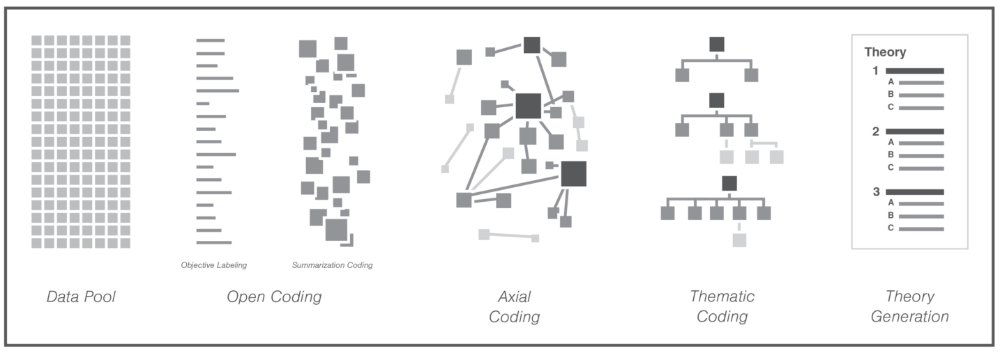 Theory
1
A
B
C
2
A
B
C
3
A
B
C
Objective Labeling
Summarization Coding
Data Pool
Open Coding
Axial
Coding
Thematic
Coding
Theory
Generation